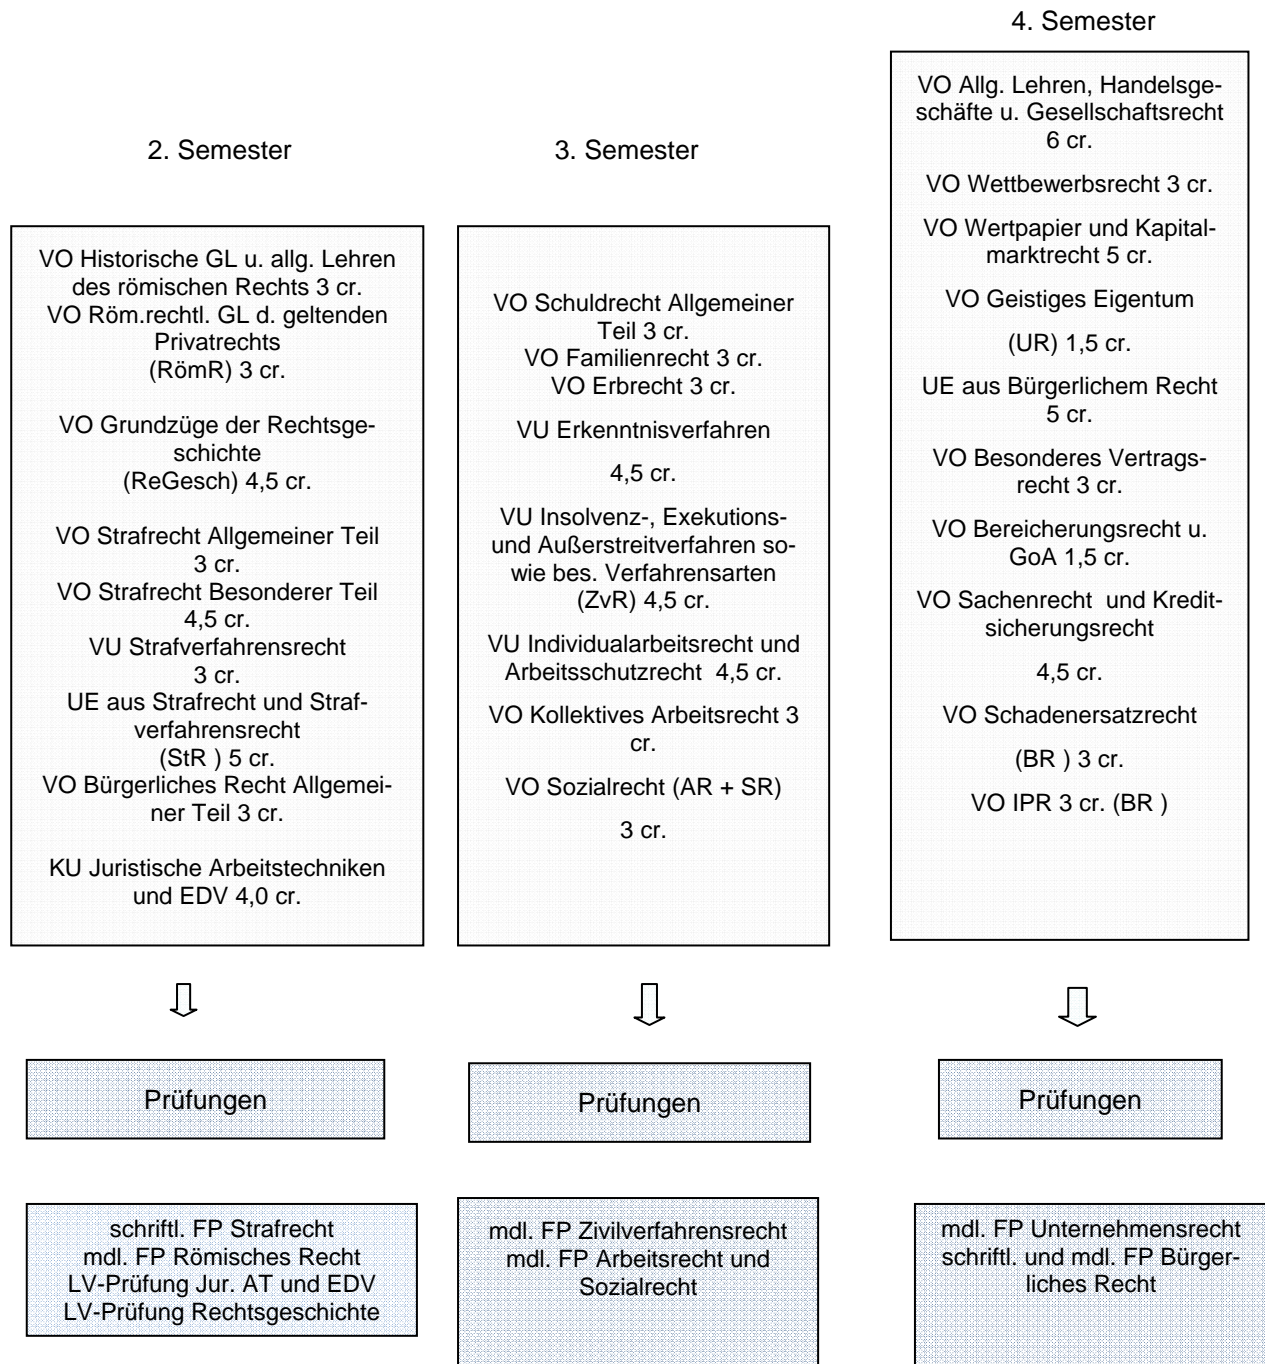 2. Semester
VO Historische GL u. allg. Lehren
des römischen Rechts 3 cr.
VO Röm.rechtl. GL d. geltenden
Privatrechts
(RömR) 3 cr.
VO Grundzüge der Rechtsge-
schichte
(ReGesch) 4,5 cr.
VO Strafrecht Allgemeiner Teil
3 cr.
VO Strafrecht Besonderer Teil
4,5 cr.
VU Strafverfahrensrecht
3 cr.
UE aus Strafrecht und Straf-
verfahrensrecht
(StR ) 5 cr.
VO Bürgerliches Recht Allgemei-
ner Teil 3 cr.
KU Juristische Arbeitstechniken
und EDV 4,0 cr.
Prüfungen
schriftl. FP Strafrecht
mdl. FP Römisches Recht
LV-Prüfung Jur. AT und EDV
LV-Prüfung Rechtsgeschichte
3. Semester
VO Schuldrecht Allgemeiner
Teil 3 cr.
VO Familienrecht 3 cr.
VO Erbrecht 3 cr.
VU Erkenntnisverfahren
4,5 cr.
VU Insolvenz-, Exekutions-
und Außerstreitverfahren so-
wie bes. Verfahrensarten
(ZvR) 4,5 cr.
VU Individualarbeitsrecht und
Arbeitsschutzrecht 4,5 cr.
VO Kollektives Arbeitsrecht 3
cr.
VO Sozialrecht (AR + SR)
3 cr.
Prüfungen
mdl. FP Zivilverfahrensrecht
mdl. FP Arbeitsrecht und
Sozialrecht
4. Semester
VO Allg. Lehren, Handelsge-
schäfte u. Gesellschaftsrecht
6 cr.
VO Wettbewerbsrecht 3 cr.
VO Wertpapier und Kapital-
marktrecht 5 cr.
VO Geistiges Eigentum
(UR) 1,5 cr.
UE aus Bürgerlichem Recht
5 cr.
VO Besonderes Vertrags-
recht 3 cr.
VO Bereicherungsrecht u.
GoA 1,5 cr.
VO Sachenrecht und Kredit-
sicherungsrecht
4,5 cr.
VO Schadenersatzrecht
(BR ) 3 cr.
VO IPR 3 cr. (BR )
Prüfungen
mdl. FP Unternehmensrecht
schriftl. und mdl. FP Bürger-
liches Recht